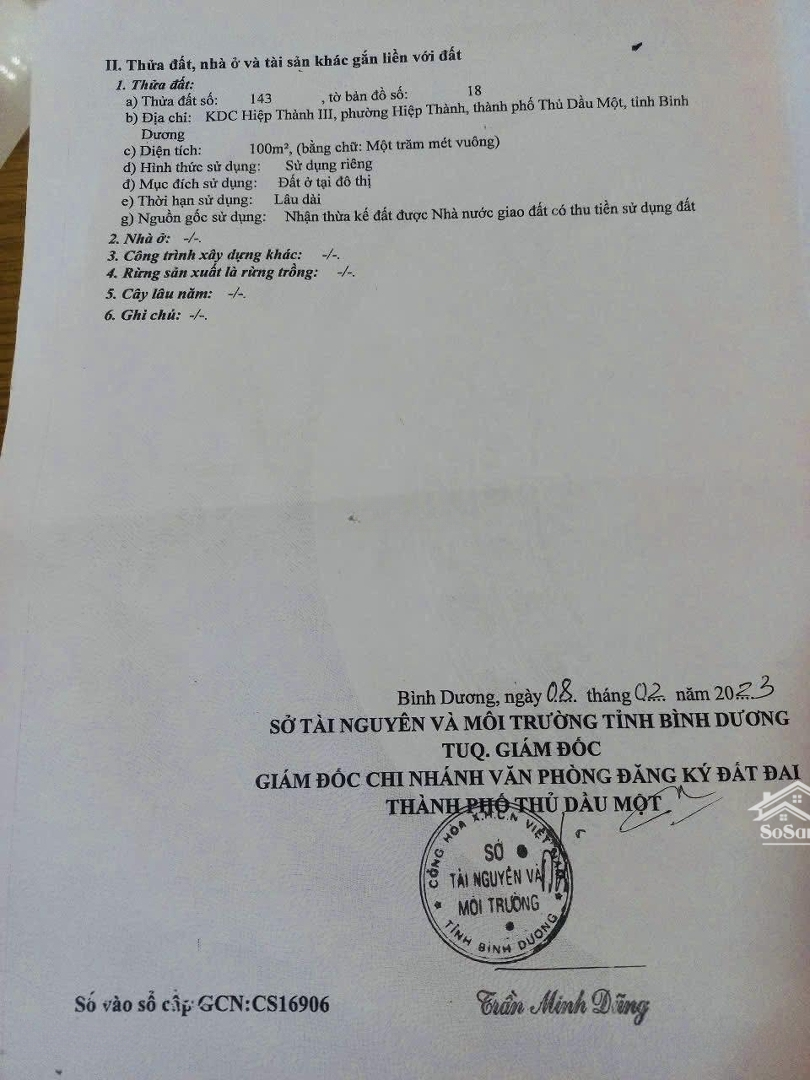 II. Thửa đất, nhà ở và tài sản khác gắn liền với đất
1. Thửa đất:
a) Thửa đất số: 143 , tờ bản đồ số: 18
b) Địa chỉ: KDC Hiệp Thành III, phường Hiệp Thành, thành phố Thủ Dầu Một, tỉnh Bình
Dương
c) Diện tích: 100m², (bằng chữ: Một trăm mét vuông)
d) Hình thức sử dụng: Sử dụng riêng
đ) Mục đích sử dụng: Đất ở tại đô thị
e) Thời hạn sử dụng: Lâu dài
g) Nguồn gốc sử dụng: Nhận thừa kế đất được Nhà nước giao đất có thu tiền sử dụng đất
2. Nhà ở: -/-.
3. Công trình xây dựng khác: -/-.
4. Rừng sản xuất là rừng trồng: -/-.
5. Cây lâu năm: -/-.
6. Ghi chú: -/-.
Bình Dương, ngày 08 tháng 02 năm 2023
SỞ TÀI NGUYÊN VÀ MÔI TRƯỜNG TỈNH BÌNH DƯƠNG
TUQ. GIÁM ĐỐC
GIÁM ĐỐC CHI NHÁNH VĂN PHÒNG ĐĂNG KÝ ĐẤT ĐAI
THÀNH PHỐ THỦ DẦU MỘT
SoSan
CỘNG HÒA X.H.C.N VIỆT NAM
SỞ
TÀI NGUYÊN VÀ
MÔI TRƯỜNG
TỈNH BÌNH DƯƠNG
Số vào sổ cấp GCN:CS16906
Trần Minh Dũng